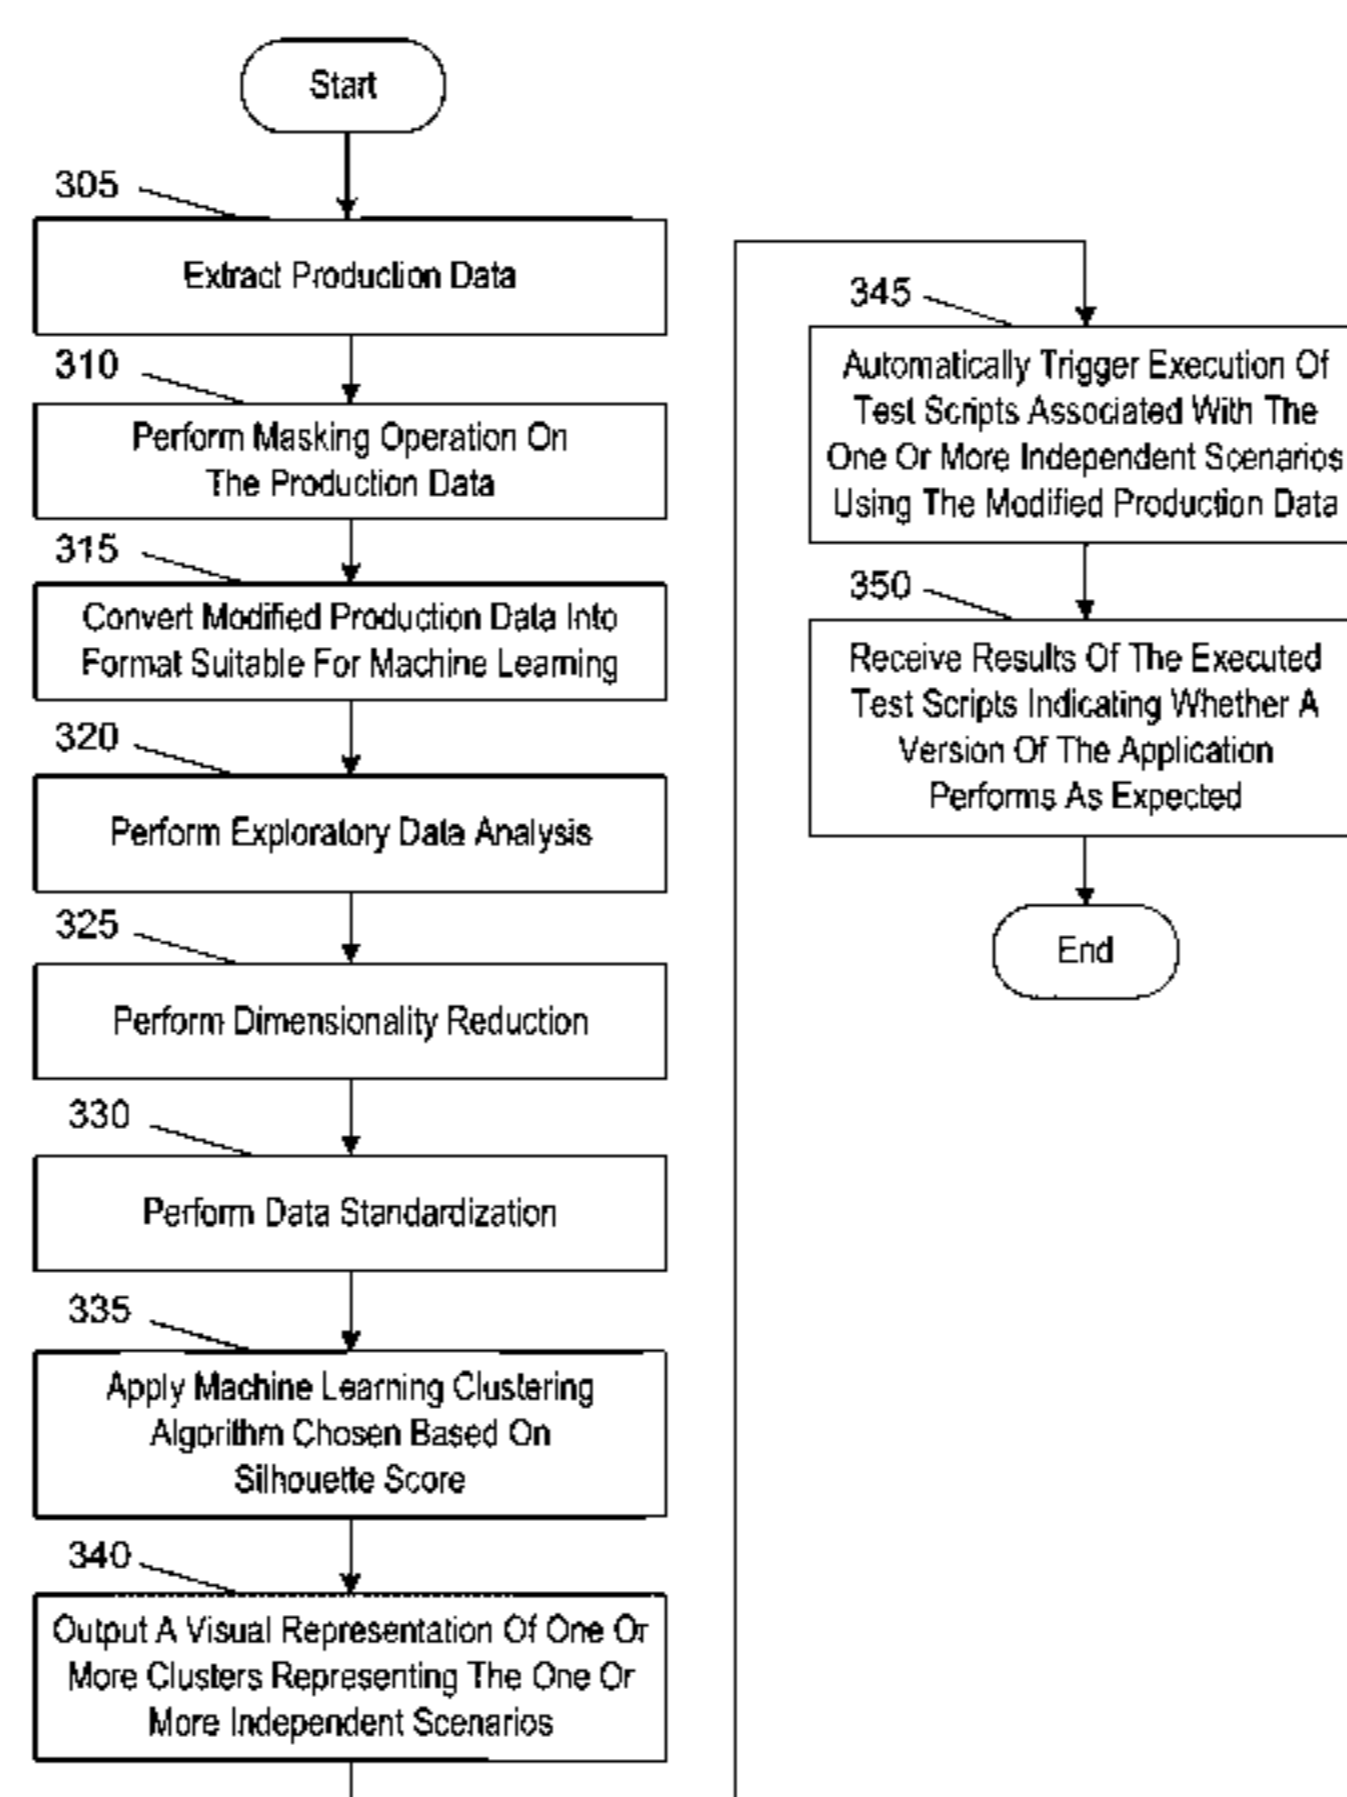 Start
305
Extract Production Data
310
Perform Masking Operation On
The Production Data
315
Convert Modified Production Data Into
Format Suitable For Machine Learning
320
Perform Exploratory Data Analysis
325
Perform Dimensionality Reduction
330
Perform Data Standardization
335
Apply Machine Learning Clustering
Algorithm Chosen Based On
Silhouette Score
340
Output A Visual Representation Of One Or
More Clusters Representing The One Or
More Independent Scenarios
345
Automatically Trigger Execution Of
Test Scripts Associated With The
One Or More Independent Scenarios
Using The Modified Production Data
350
Receive Results Of The Executed
Test Scripts Indicating Whether A
Version Of The Application
Performs As Expected
End